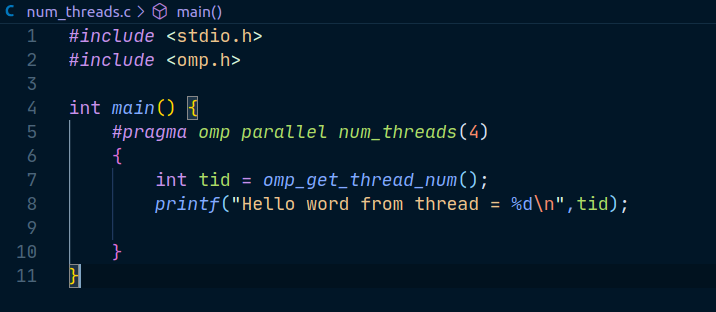 C num_threads.c > main()
1 #include <stdio.h>
2 #include <omp.h>
3
4 int main() {
5     #pragma omp parallel num_threads(4)
6     {
7         int tid = omp_get_thread_num();
8         printf("Hello word from thread = %d\n",tid);
9
10     }
11 }